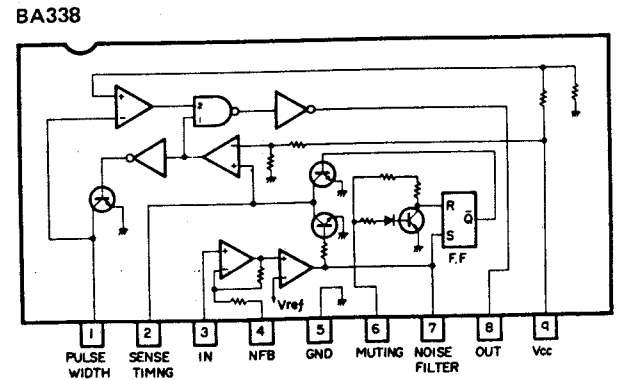 BA338
+
-
2
1
-
+
R
Q̄
S
F.F
+
-
+
-
Vref
1
2
3
4
5
6
7
8
9
PULSE WIDTH
SENSE TIMNG
IN
NFB
GND
MUTING
NOISE FILTER
OUT
Vcc